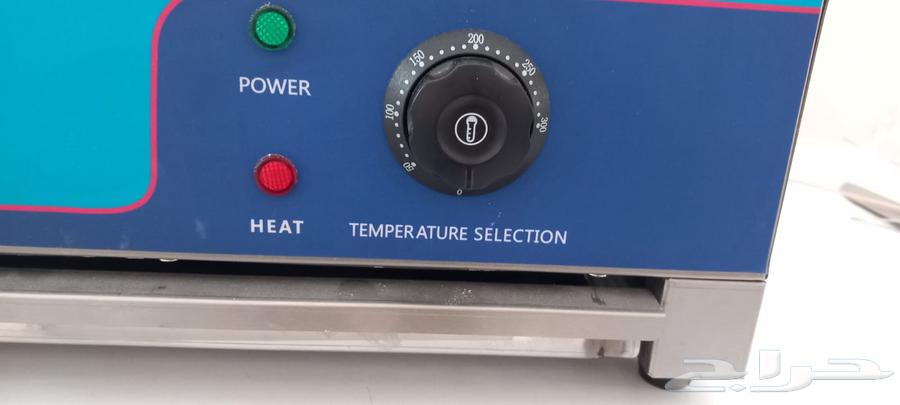 POWER
HEAT
0
50
100
150
200
250
300
TEMPERATURE SELECTION
حراج